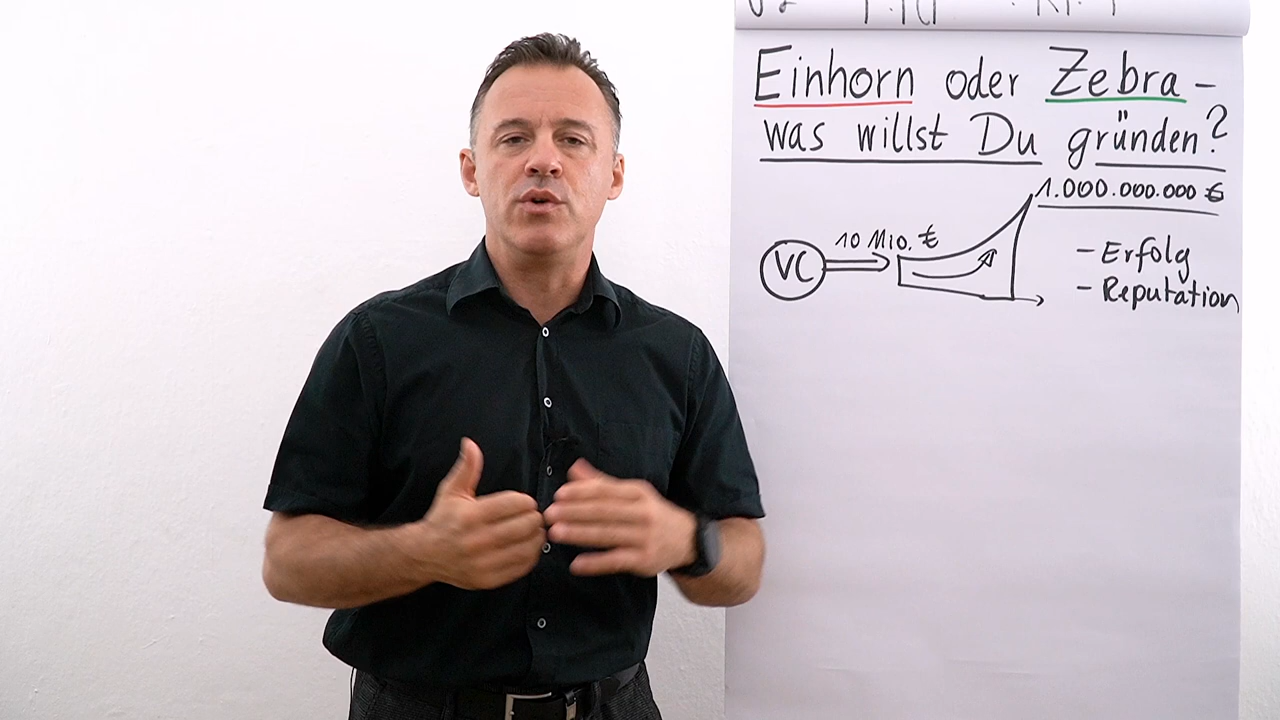 Einhorn oder Zebra -
was willst Du gründen?
1.000.000.000 €
10 Mio. €
VC
- Erfolg
- Reputation